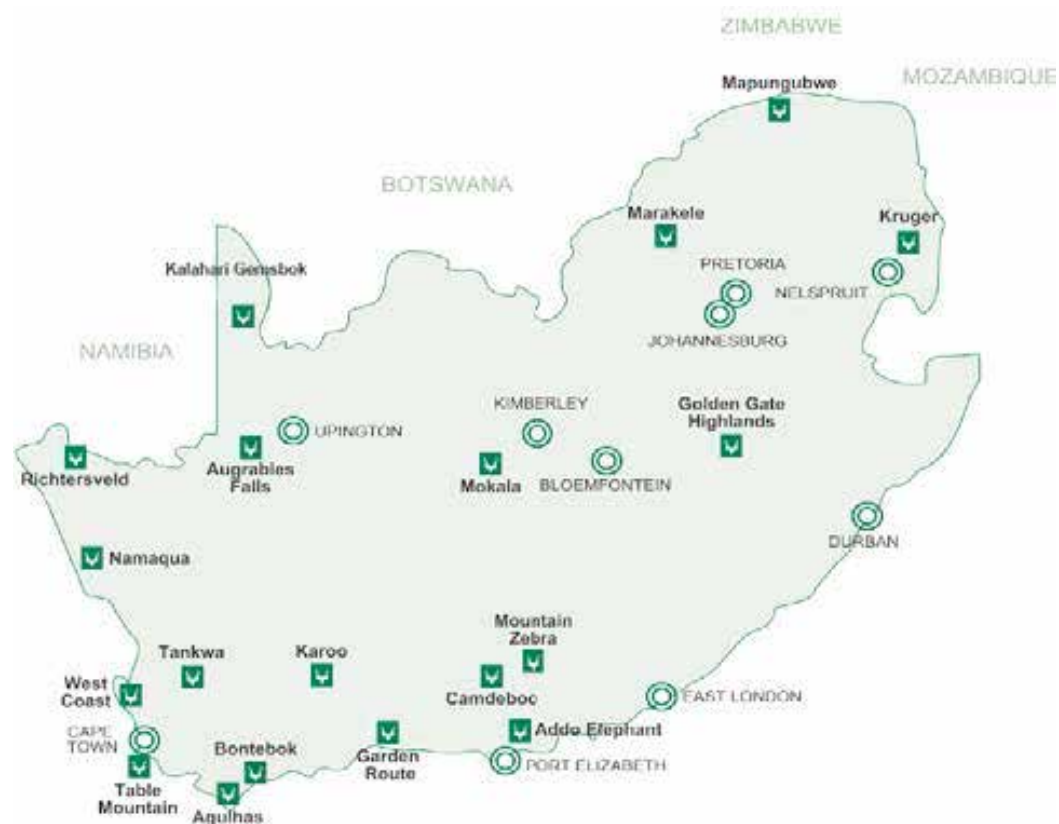 ZIMBABWE
MOZAMBIQUE
Mapungubwe
BOTSWANA
Marakele
Kruger
PRETORIA
NELSPRUIT
Kalahari Gemsbok
JOHANNESBURG
NAMIBIA
KIMBERLEY
Golden Gate
Highlands
UPINGTON
Richtersveld
Augrabies
Falls
Mokala
BLOEMFONTEIN
DURBAN
Namaqua
Mountain
Zebra
Tankwa
Karoo
West
Coast
Camdeboo
EAST LONDON
CAPE
TOWN
Bontebok
Garden
Route
Addo Elephant
PORT ELIZABETH
Table
Mountain
Agulhas